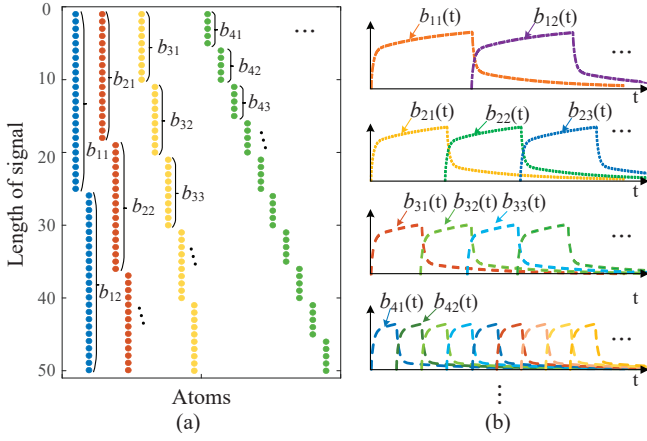 (a)
Length of signal
0
10
20
30
40
50
b₁₁
b₁₂
b₂₁
b₂₂
b₃₁
b₃₂
b₃₃
b₄₁
b₄₂
b₄₃
...
Atoms
(a)
(b)
b₁₁(t)
b₁₂(t)
...
t
b₂₁(t)
b₂₂(t)
b₂₃(t)
...
t
b₃₁(t)
b₃₂(t)
b₃₃(t)
...
t
b₄₁(t)
b₄₂(t)
...
t
(b)